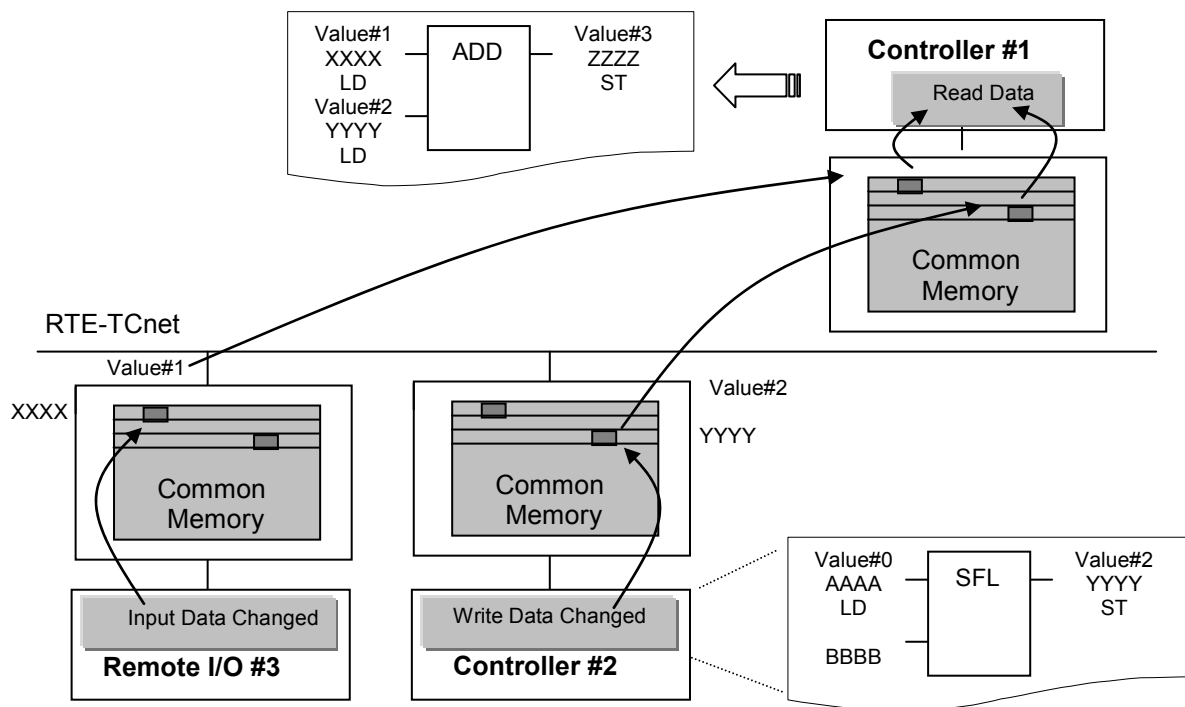 Value#1
XXXX
LD
Value#2
YYYY
LD
ADD
Value#3
ZZZZ
ST
Controller #1
Read Data
Common
Memory
RTE-TCnet
Value#1
XXXX
Common
Memory
Input Data Changed
Remote I/O #3
Value#2
YYYY
Common
Memory
Write Data Changed
Controller #2
Value#0
AAAA
LD
BBBB
SFL
Value#2
YYYY
ST